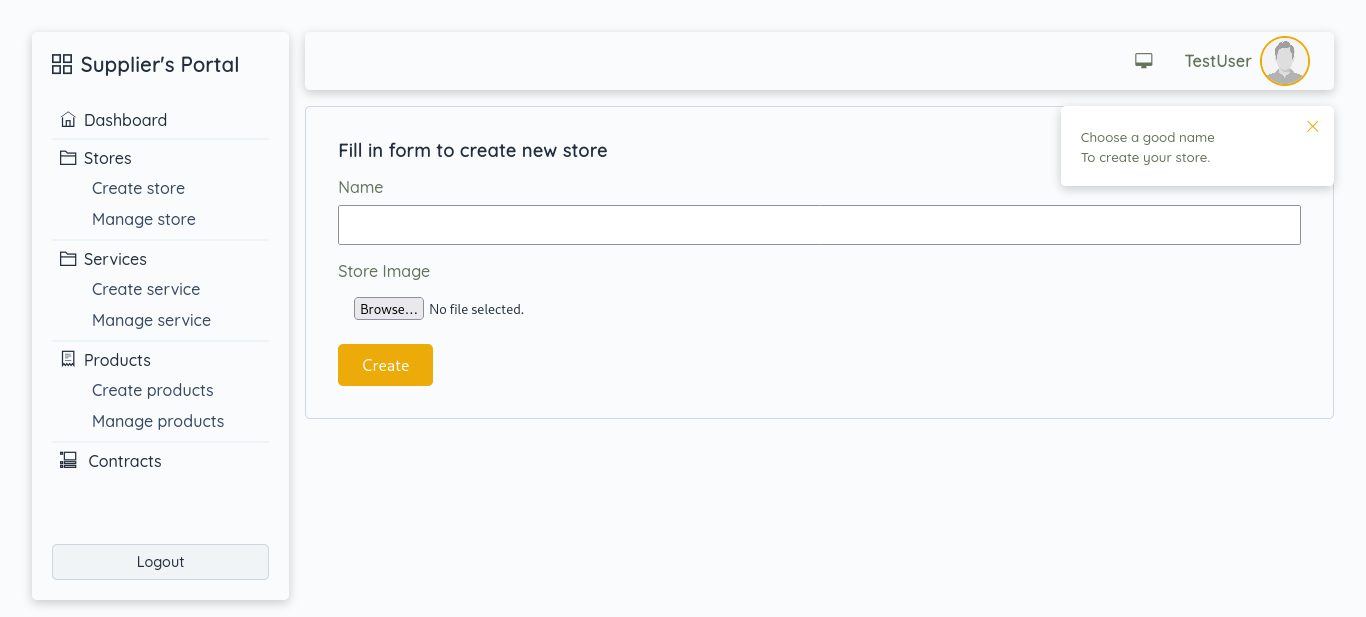 Supplier's Portal
Dashboard
Stores
Create store
Manage store
Services
Create service
Manage service
Products
Create products
Manage products
Contracts
Logout
TestUser
Choose a good name
To create your store.
Fill in form to create new store
Name
Store Image
Browse... No file selected.
Create